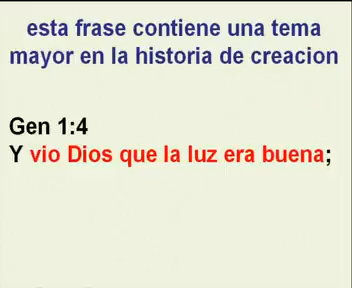 esta frase contiene una tema
mayor en la historia de creacion
Gen 1:4
Y vio Dios que la luz era buena;